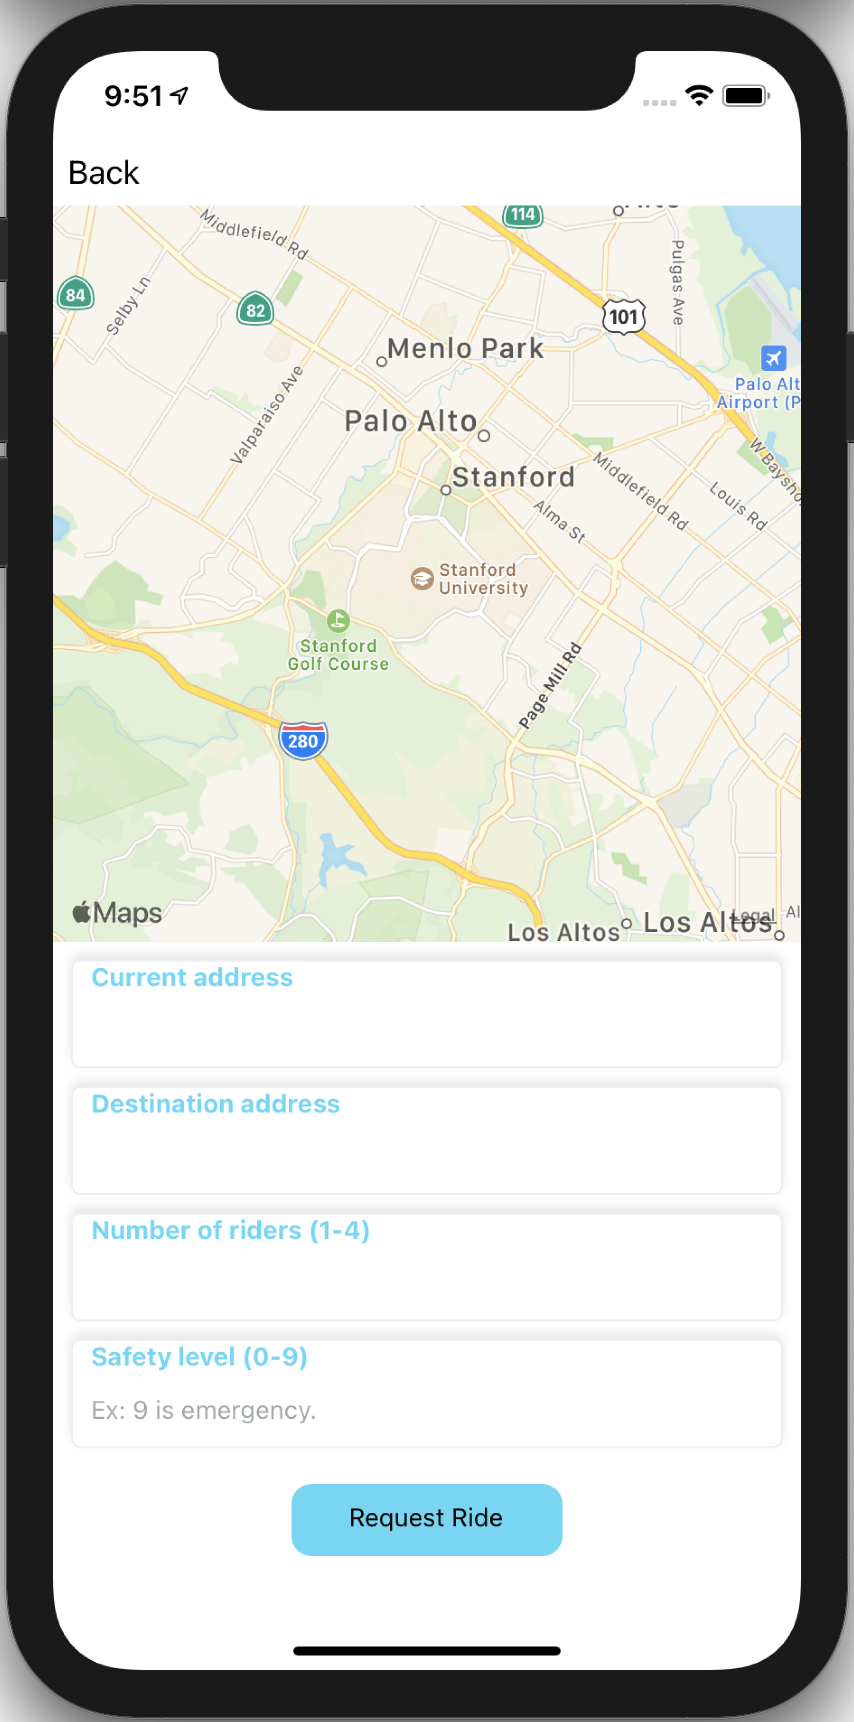 9:51
Back
114
Middlefield Rd
Pulgas Ave
84
Selby Ln
82
101
Menlo Park
Palo Alt
Airport (P
Valparaiso Ave
Palo Alto
W Baysho
Stanford
Middlefield Rd
Louis Rd
Alma St
Stanford
University
Stanford
Golf Course
Page Mill Rd
280
Maps
Los Altos
Los Altos
Legal
Al
Current address
Destination address
Number of riders (1-4)
Safety level (0-9)
Ex: 9 is emergency.
Request Ride